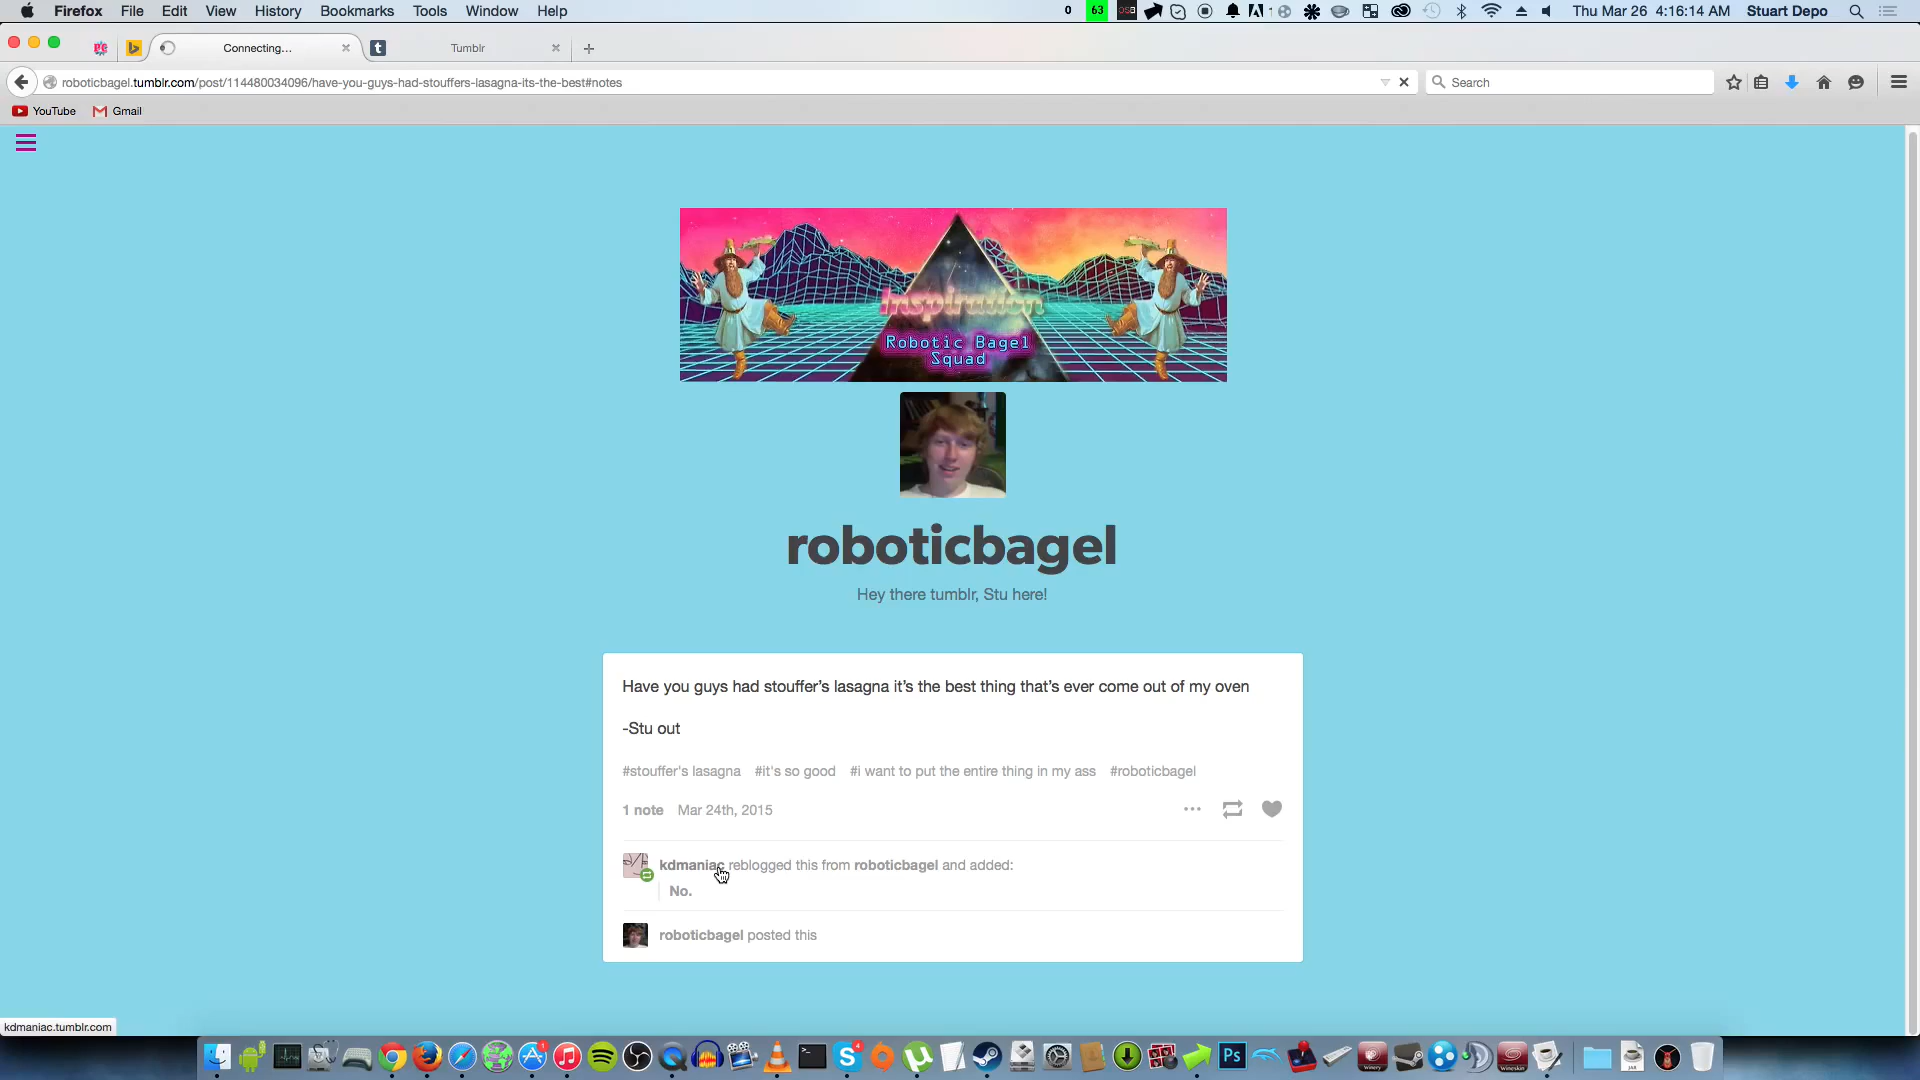 Firefox File Edit View History Bookmarks Tools Window Help
0 63 Thu Mar 26 4:16:14 AM Stuart Depo
Connecting... Tumblr
roboticbagel.tumblr.com/post/114480034096/have-you-guys-had-stouffers-lasagna-its-the-best#notes
Search
YouTube Gmail
Inspiration
Robotic Bagel
Squad
roboticbagel
Hey there tumblr, Stu here!
Have you guys had stouffer’s lasagna it’s the best thing that’s ever come out of my oven
-Stu out
#stouffer's lasagna #it's so good #i want to put the entire thing in my ass #roboticbagel
1 note Mar 24th, 2015
kdmaniac reblogged this from roboticbagel and added:
No.
roboticbagel posted this
kdmaniac.tumblr.com